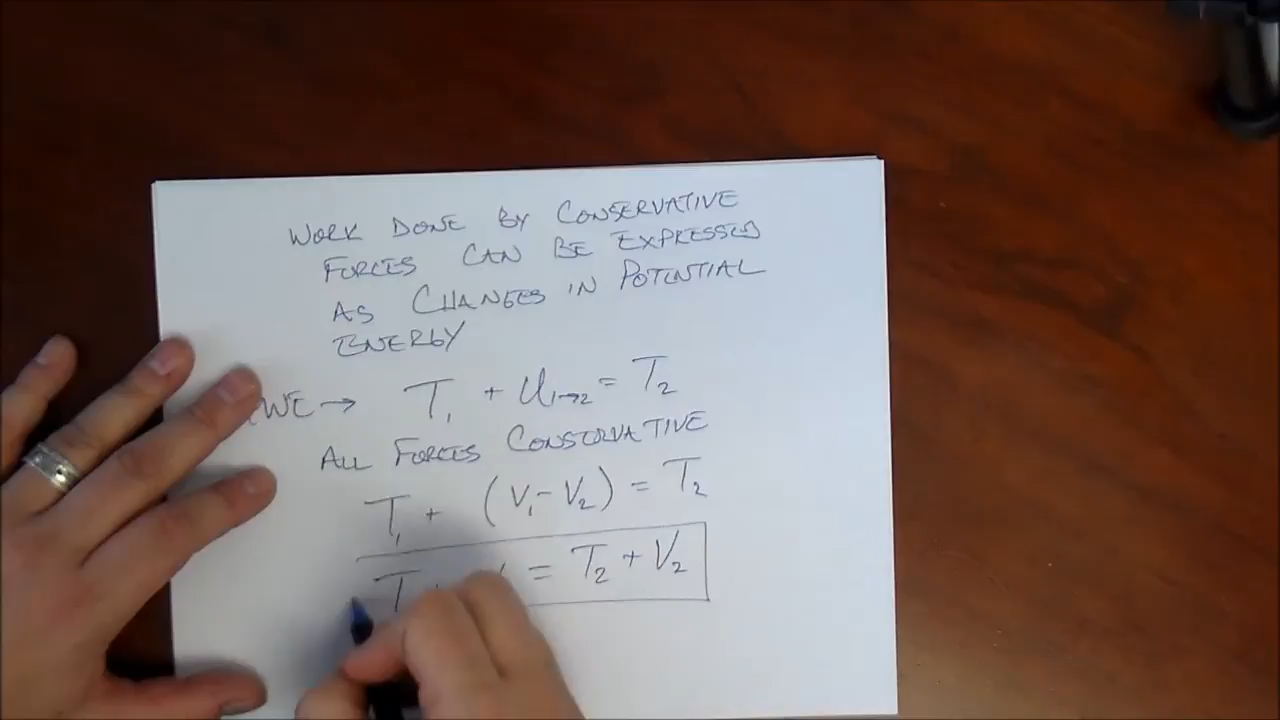 WORK DONE BY CONSERVATIVE
FORCES CAN BE EXPRESSED
AS CHANGES IN POTENTIAL
ENERGY
WE → T₁ + U₁→₂ = T₂
ALL FORCES CONSERVATIVE
T₁ + (V₁ - V₂) = T₂
T = T₂ + V₂